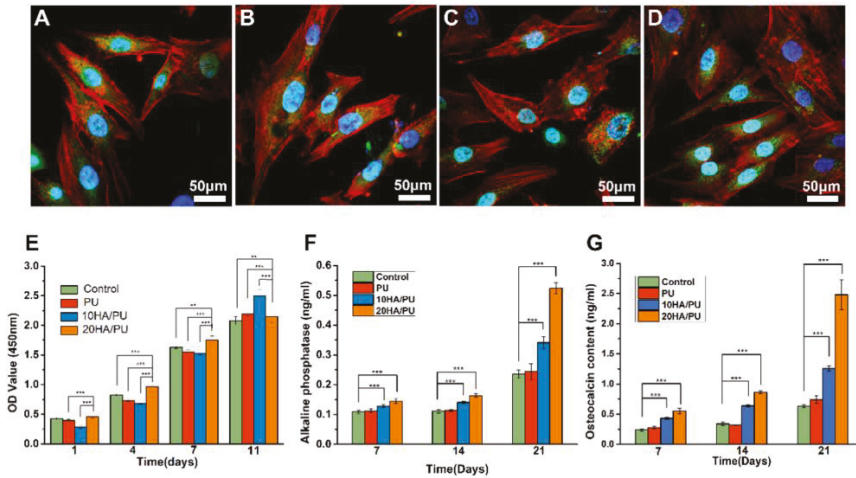 A
B
C
D
50µm
50µm
50µm
50µm
E
F
G
OD Value (450nm)
3.0
2.5
2.0
1.5
1.0
0.5
0.0
Control
PU
10HA/PU
20HA/PU
***
***
***
***
***
**
***
***
**
***
***
1
4
7
11
Time(days)
Alkaline phosphatase (ng/ml)
0.6
0.5
0.4
0.3
0.2
0.1
0.0
Control
PU
10HA/PU
20HA/PU
***
***
***
***
***
***
7
14
21
Time(Days)
Osteocalcin content (ng/ml)
3.0
2.5
2.0
1.5
1.0
0.5
0.0
Control
PU
10HA/PU
20HA/PU
***
***
***
***
***
***
7
14
21
Time(Days)